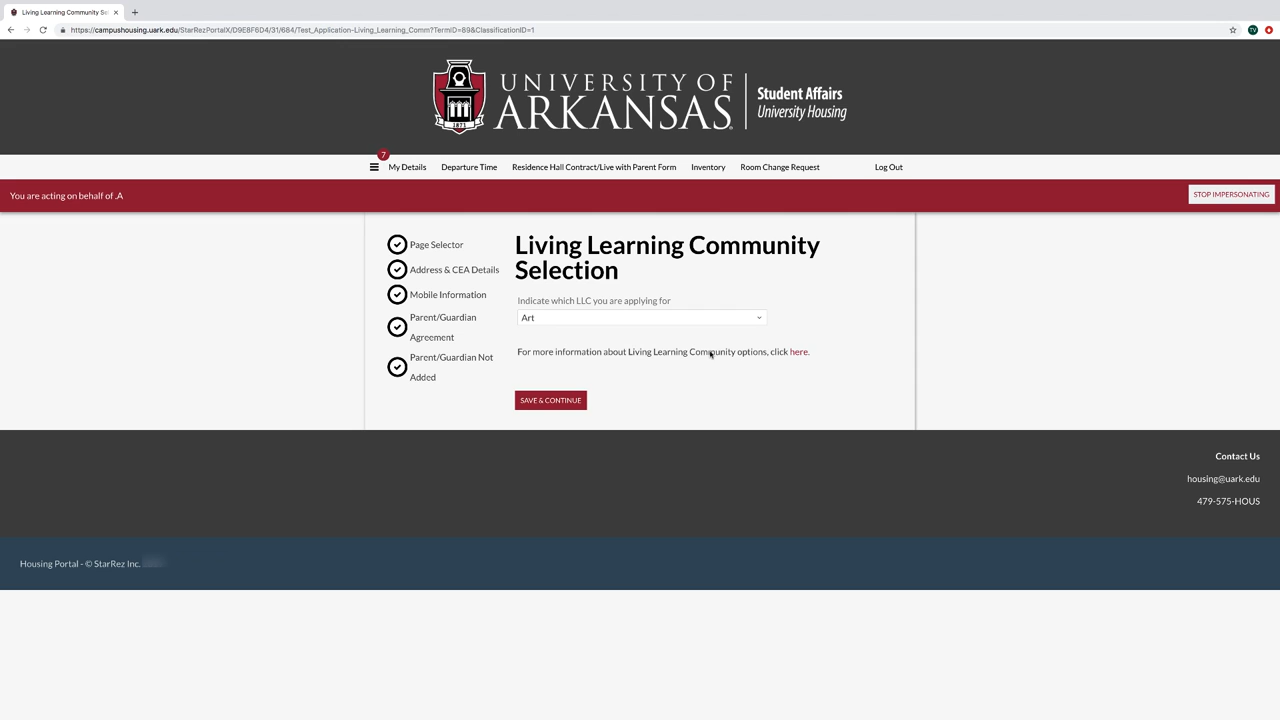 Living Learning Community Se
https://campushousing.uark.edu/StarRezPortalX/D9E8F6D4/31/684/Test_Application-Living_Learning_Comm?TermID=89&ClassificationID=1
TV
1871
UNIVERSITY OF
ARKANSAS
Student Affairs
University Housing
7
My Details
Departure Time
Residence Hall Contract/Live with Parent Form
Inventory
Room Change Request
Log Out
You are acting on behalf of .A
STOP IMPERSONATING
Page Selector
Address & CEA Details
Mobile Information
Parent/Guardian
Agreement
Parent/Guardian Not
Added
Living Learning Community
Selection
Indicate which LLC you are applying for
Art
For more information about Living Learning Community options, click here.
SAVE & CONTINUE
Contact Us
housing@uark.edu
479-575-HOUS
Housing Portal - © StarRez Inc.